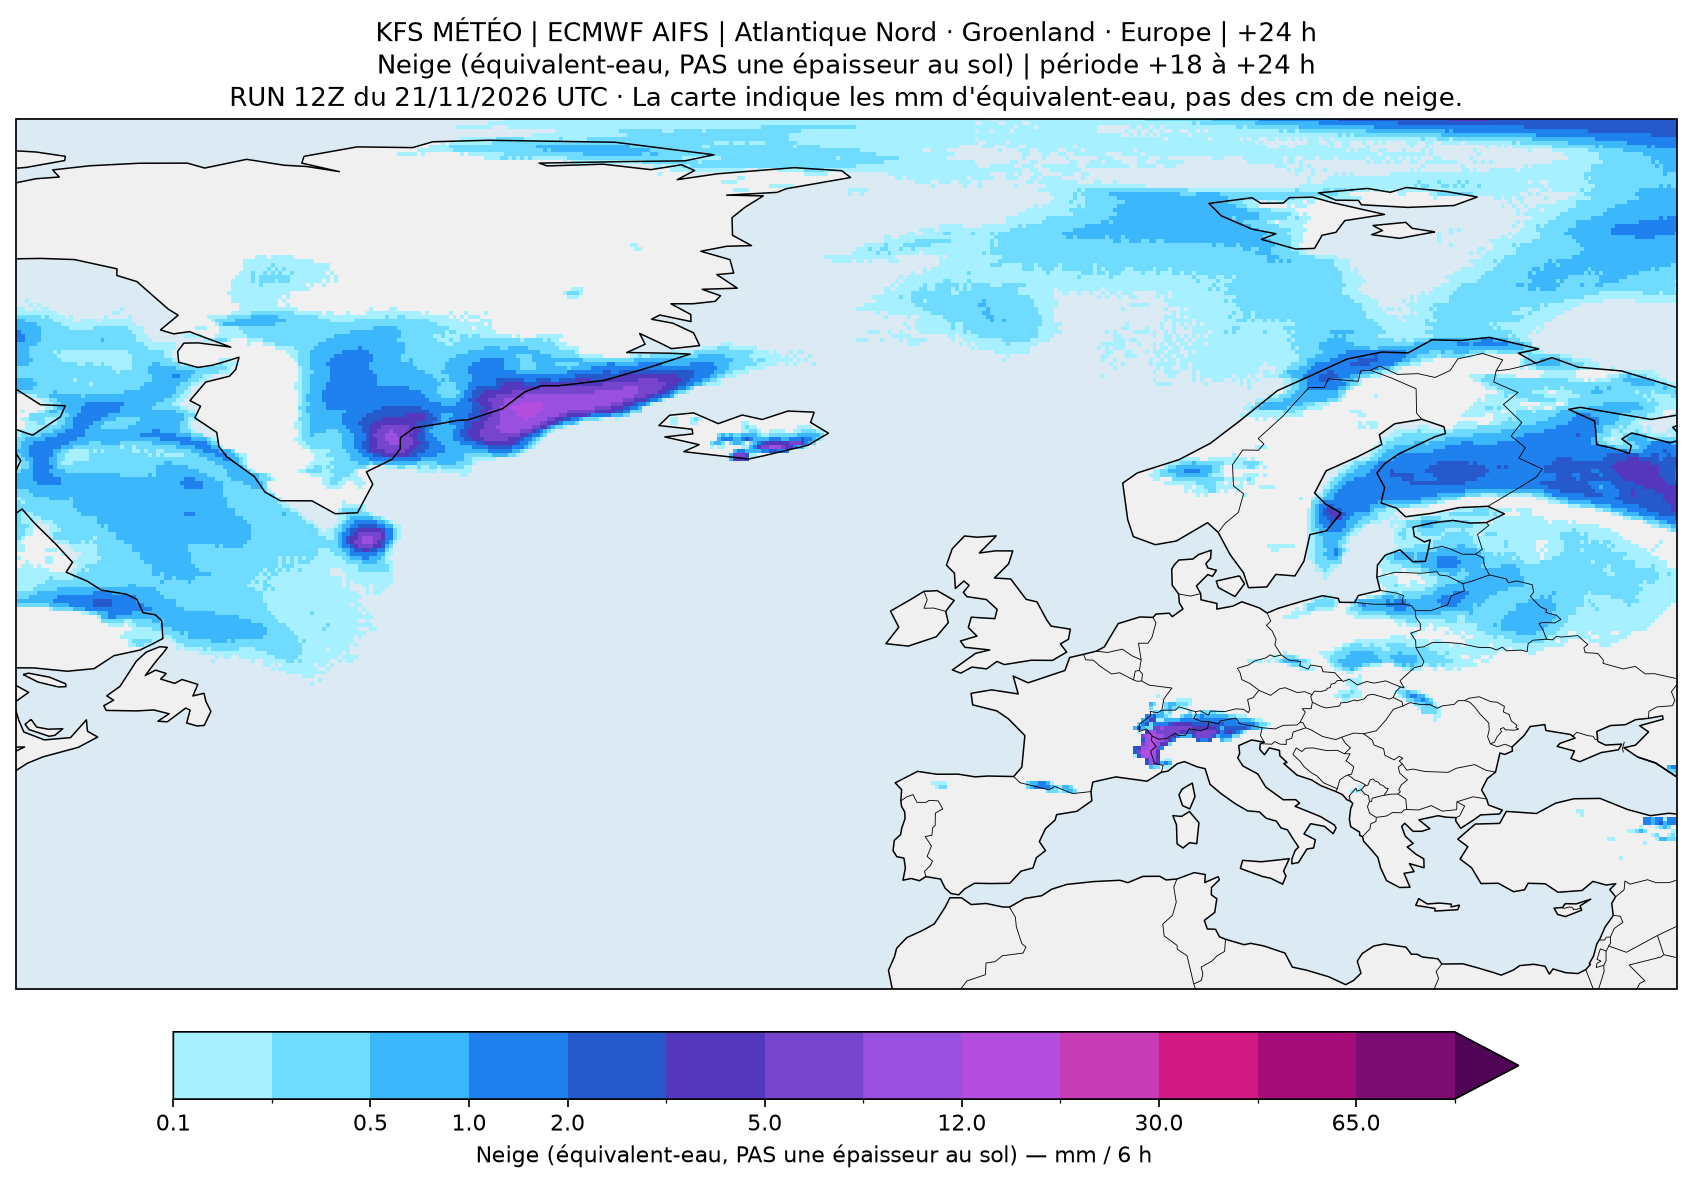 KFS MÉTÉO | ECMWF AIFS | Atlantique Nord · Groenland · Europe | +24 h
Neige (équivalent-eau, PAS une épaisseur au sol) | période +18 à +24 h
RUN 12Z du 21/11/2026 UTC · La carte indique les mm d'équivalent-eau, pas des cm de neige.
0.1 0.5 1.0 2.0 5.0 12.0 30.0 65.0
Neige (équivalent-eau, PAS une épaisseur au sol) — mm / 6 h